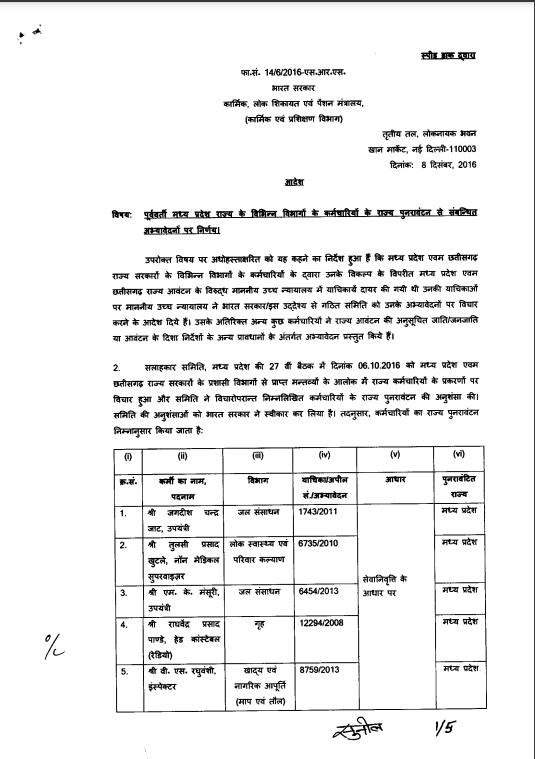 स्पीड डाक द्वारा
फा.सं. 14/6/2016-एस.आर.एस.
भारत सरकार
कार्मिक, लोक शिकायत एवं पेंशन मंत्रालय,
(कार्मिक एवं प्रशिक्षण विभाग)
तृतीय तल, लोकनायक भवन
खान मार्केट, नई दिल्ली-110003
दिनांक: 8 दिसंबर, 2016
आदेश
विषय: पूर्ववर्ती मध्य प्रदेश राज्य के विभिन्न विभागों के कर्मचारियों के राज्य पुनरावंटन से संबन्धित
अभ्यावेदनों पर निर्णय।
उपरोक्त विषय पर अधोहस्ताक्षरित को यह कहने का निर्देश हुआ है कि मध्य प्रदेश एवम छत्तीसगढ़
राज्य सरकारों के विभिन्न विभागों के कर्मचारियों के द्वारा उनके विकल्प के विपरीत मध्य प्रदेश एवम
छत्तीसगढ़ राज्य आवंटन के विरुद्ध माननीय उच्च न्यायालय में याचिकायें दायर की गयी थी उनकी याचिकाओं
पर माननीय उच्च न्यायालय ने भारत सरकार/इस उद्देश्य से गठित समिति को उनके अभ्यावेदनों पर विचार
करने के आदेश दिये हैं। उसके अतिरिक्त अन्य कुछ कर्मचारियों ने राज्य आवंटन की अनुसूचित जाति/जनजाति
या आवंटन के दिशा निर्देशों के अन्य प्रावधानों के अंतर्गत अभ्यावेदन प्रस्तुत किये हैं।
2. सलाहकार समिति, मध्य प्रदेश की 27 वीं बैठक में दिनांक 06.10.2016 को मध्य प्रदेश एवम
छत्तीसगढ़ राज्य सरकारों के प्रशासी विभागों से प्राप्त मन्तव्यों के आलोक में राज्य कर्मचारियों के प्रकरणों पर
विचार हुआ और समिति ने विचारोपरान्त निम्नलिखित कर्मचारियों के राज्य पुनरावंटन की अनुशंसा की।
समिति की अनुशंसाओं को भारत सरकार ने स्वीकार कर लिया है। तदनुसार, कर्मचारियों का राज्य पुनरावंटन
निम्नानुसार किया जाता है:
(i) (ii) (iii) (iv) (v) (vi)
क्र.सं. कर्मी का नाम, विभाग याचिका/अपील आधार पुनरावंटित
पदनाम सं./अभ्यावेदन राज्य
1. श्री जगदीश चन्द्र जल संसाधन 1743/2011 मध्य प्रदेश
जाट, उपयंत्री
2. श्री तुलसी प्रसाद लोक स्वास्थ्य एवं 6735/2010 मध्य प्रदेश
खुटले, नॉन मेडिकल परिवार कल्याण
सुपरवाइज़र
सेवानिवृत्ति के
3. श्री एम. के. मंसूरी, जल संसाधन 6454/2013 आधार पर मध्य प्रदेश
उपयंत्री
4. श्री राघवेंद्र प्रसाद गृह 12294/2008 मध्य प्रदेश
पाण्डे, हेड कांस्टेबल
(रेडियो)
5. श्री वी. एस. रघुवंशी, खाद्य एवं 8759/2013 मध्य प्रदेश
इंस्पेक्टर नागरिक आपूर्ति
(माप एवं तौल)
सुनील 1/5